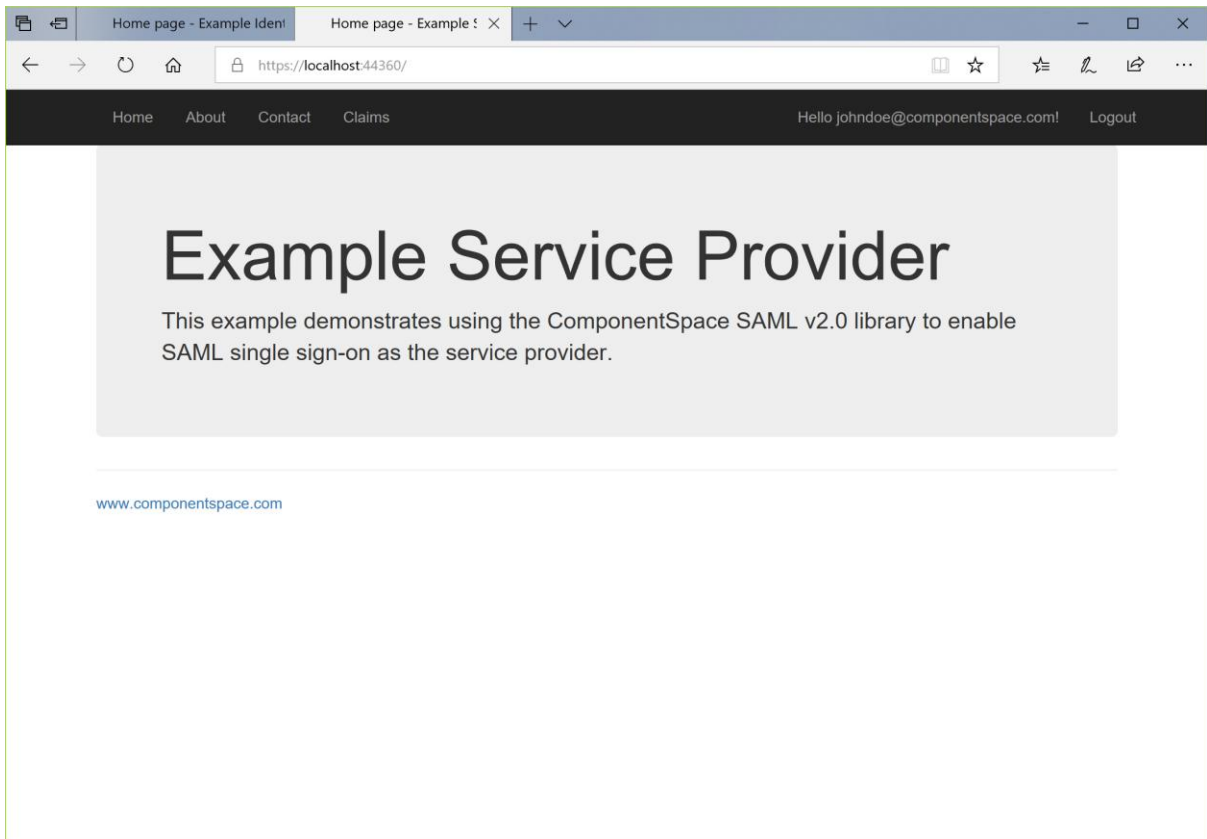 Home page - Example Iden
Home page - Example
https://localhost:44360/
Home About Contact Claims Hello johndoe@componentspace.com! Logout
Example Service Provider
This example demonstrates using the ComponentSpace SAML v2.0 library to enable
SAML single sign-on as the service provider.
www.componentspace.com